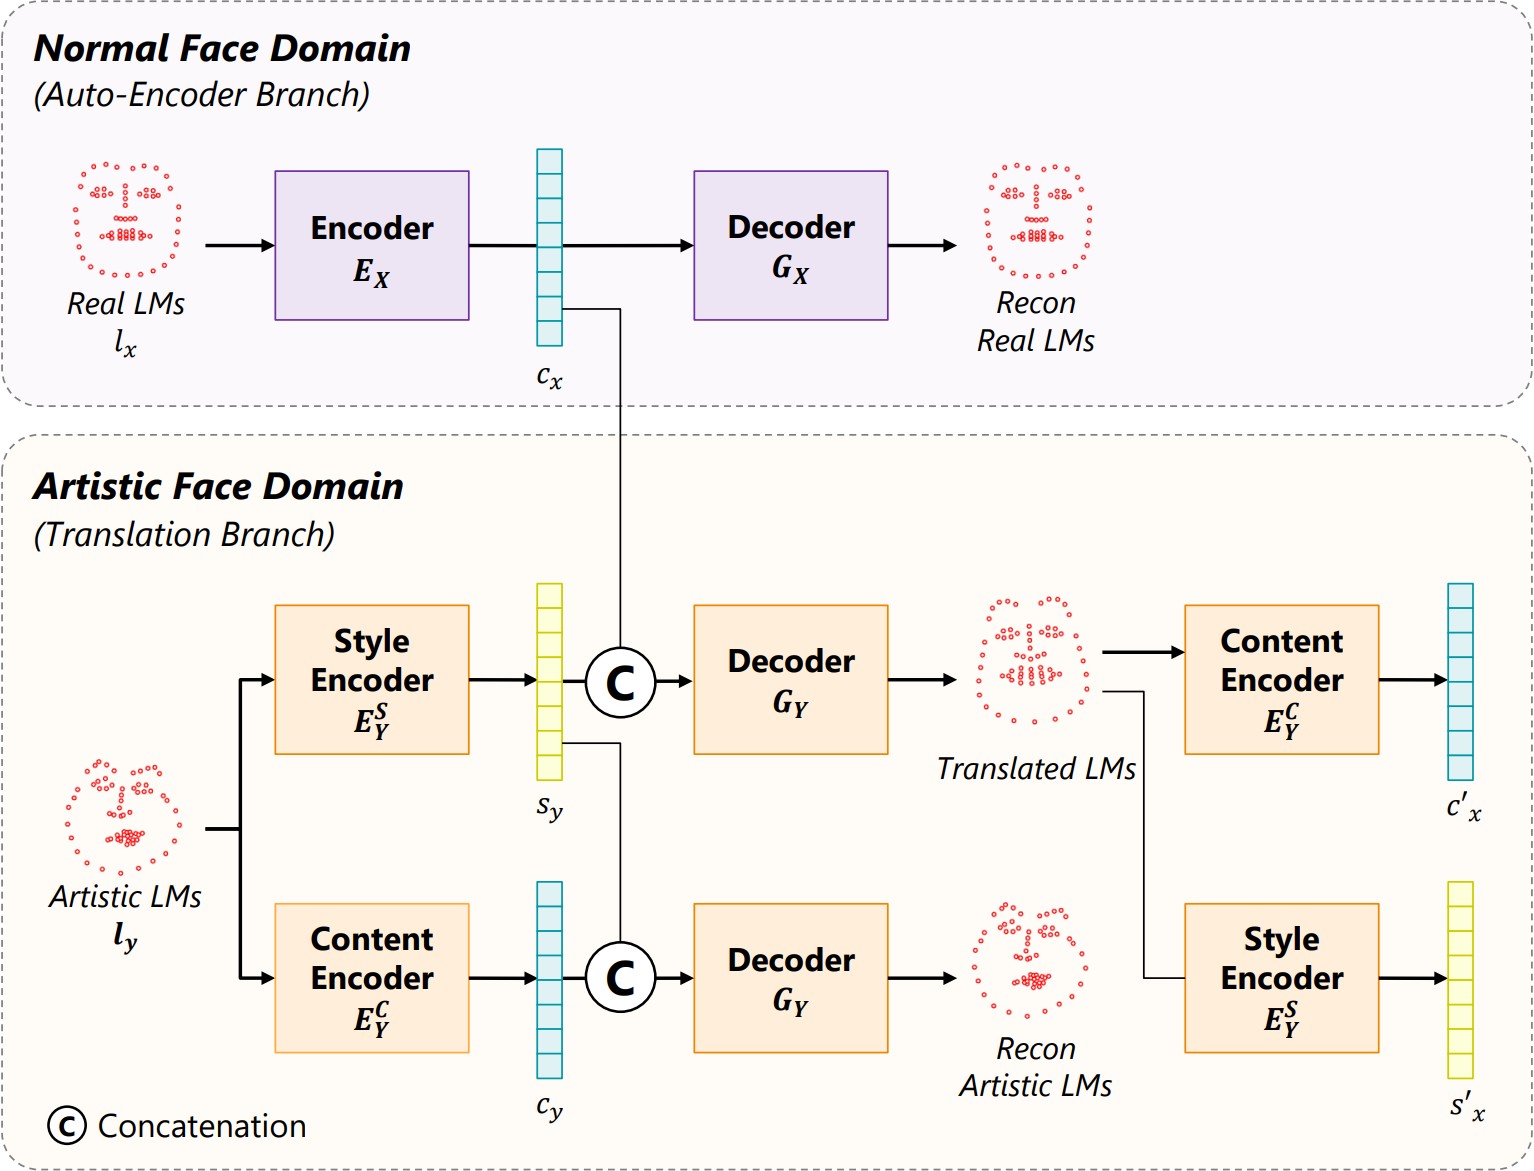 Normal Face Domain
(Auto-Encoder Branch)
Real LMs
l_x
Encoder
E_X
c_x
Decoder
G_X
Recon
Real LMs
Artistic Face Domain
(Translation Branch)
Artistic LMs
l_y
Style
Encoder
E_Y^S
s_y
C
Decoder
G_Y
Translated LMs
Content
Encoder
E_Y^C
c'_x
Content
Encoder
E_Y^C
c_y
C
Decoder
G_Y
Recon
Artistic LMs
Style
Encoder
E_Y^S
s'_x
C Concatenation